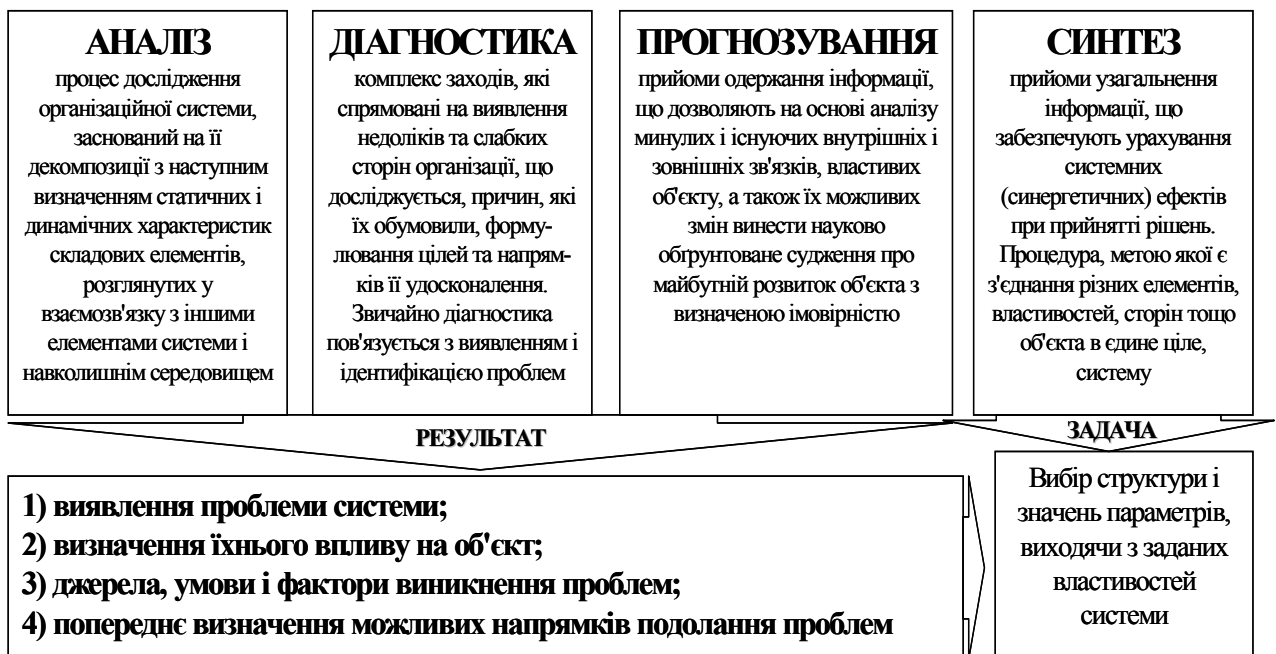 АНАЛІЗ
процес дослідження
організаційної системи,
заснований на її
декомпозиції з наступним
визначенням статичних і
динамічних характеристик
складових елементів,
розглянутих у
взаємозв'язку з іншими
елементами системи і
навколишнім середовищем
ДІАГНОСТИКА
комплекс заходів, які
спрямовані на виявлення
недоліків та слабких
сторін організації, що
досліджується, причин, які
їх обумовили, форму-
лювання цілей та напрям-
ків її удосконалення.
Звичайно діагностика
пов'язується з виявленням і
ідентифікацією проблем
ПРОГНОЗУВАННЯ
прийоми одержання інформації,
що дозволяють на основі аналізу
минулих і існуючих внутрішніх і
зовнішніх зв'язків, властивих
об'єкту, а також їх можливих
змін винести науково
обґрунтоване судження про
майбутній розвиток об'єкта з
визначеною імовірністю
СИНТЕЗ
прийоми узагальнення
інформації, що
забезпечують урахування
системних
(синергетичних) ефектів
при прийнятті рішень.
Процедура, метою якої є
з'єднання різних елементів,
властивостей, сторін тощо
об'єкта в єдине ціле,
систему
РЕЗУЛЬТАТ
ЗАДАЧА
1) виявлення проблеми системи;
2) визначення їхнього впливу на об'єкт;
3) джерела, умови і фактори виникнення проблем;
4) попереднє визначення можливих напрямків подолання проблем
Вибір структури і
значень параметрів,
виходячи з заданих
властивостей
системи